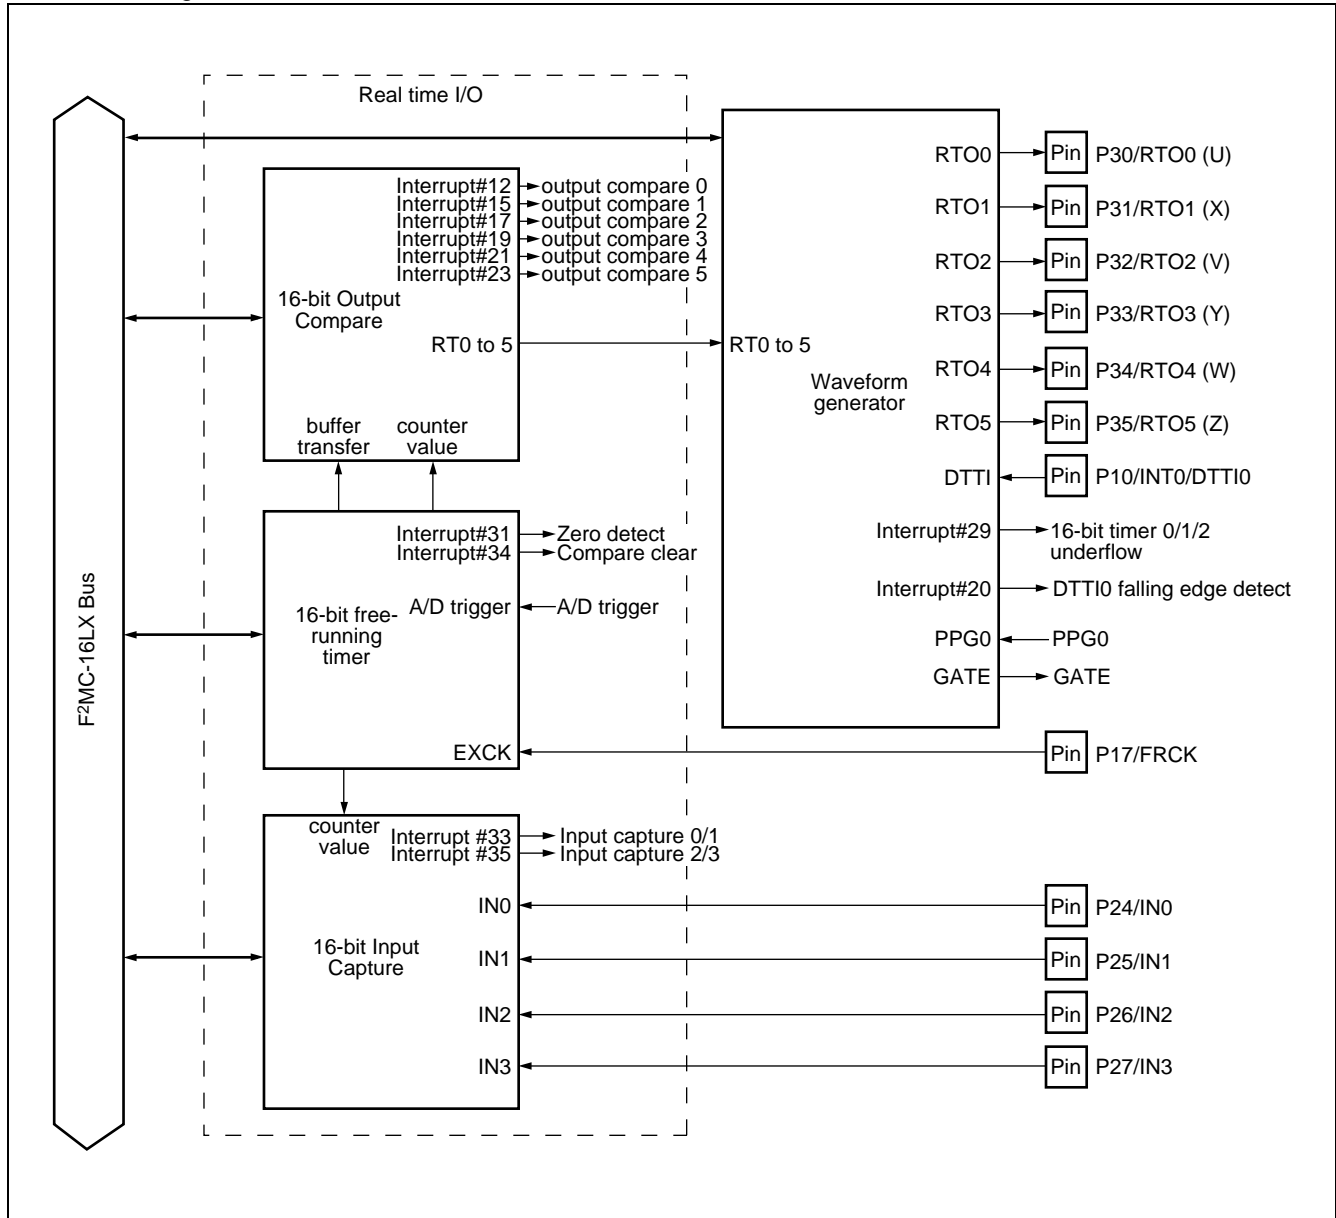 Real time I/O
F²MC-16LX Bus
Interrupt#12 output compare 0
Interrupt#15 output compare 1
Interrupt#17 output compare 2
Interrupt#19 output compare 3
Interrupt#21 output compare 4
Interrupt#23 output compare 5
16-bit Output
Compare
RT0 to 5
buffer
transfer
counter
value
Interrupt#31 Zero detect
Interrupt#34 Compare clear
A/D trigger A/D trigger
16-bit free-
running
timer
EXCK
Pin P17/FRCK
counter
value
Interrupt #33 Input capture 0/1
Interrupt #35 Input capture 2/3
16-bit Input
Capture
IN0 Pin P24/IN0
IN1 Pin P25/IN1
IN2 Pin P26/IN2
IN3 Pin P27/IN3
RT0 to 5
Waveform
generator
RTO0 Pin P30/RTO0 (U)
RTO1 Pin P31/RTO1 (X)
RTO2 Pin P32/RTO2 (V)
RTO3 Pin P33/RTO3 (Y)
RTO4 Pin P34/RTO4 (W)
RTO5 Pin P35/RTO5 (Z)
DTTI Pin P10/INT0/DTTI0
Interrupt#29 16-bit timer 0/1/2
underflow
Interrupt#20 DTTI0 falling edge detect
PPG0 PPG0
GATE GATE